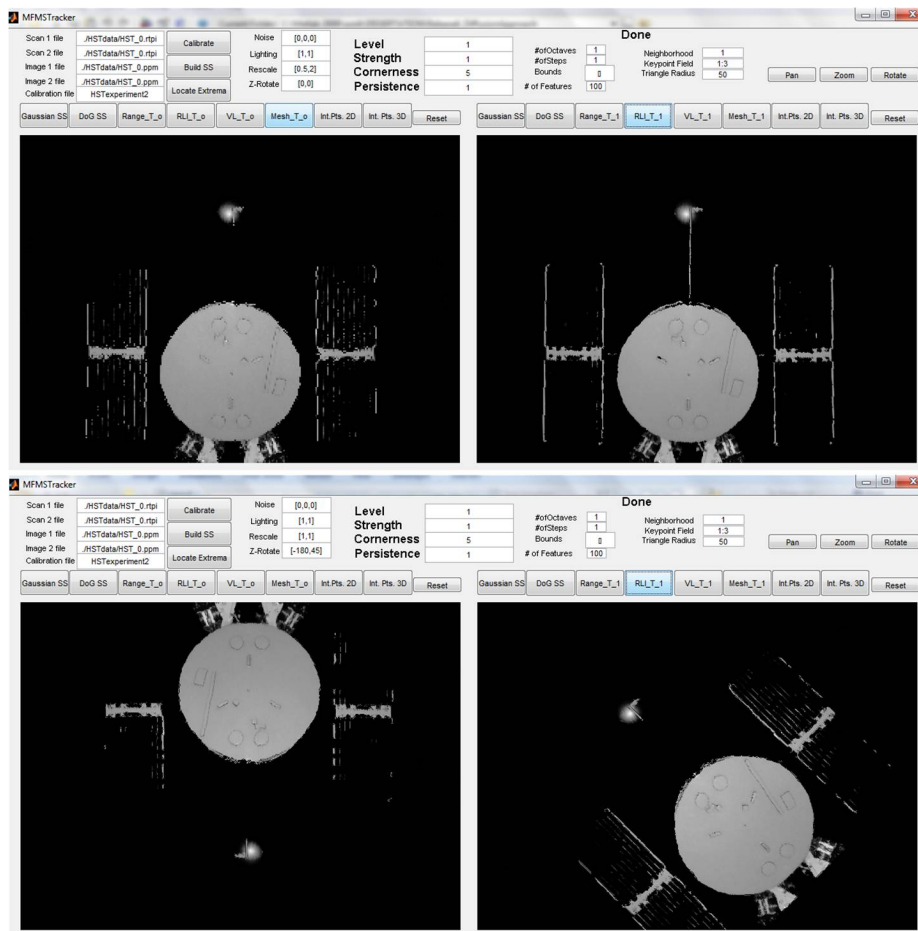 MFMSTracker
Done
Scan 1 file ./HSTdata/HST_0.rtpi Calibrate Noise [0,0,0] Level 1 #ofOctaves 1 Neighborhood 1
Scan 2 file ./HSTdata/HST_0.rtpi Lighting [1,1] Strength 1 #ofSteps 1 Keypoint Field 1:3
Image 1 file ./HSTdata/HST_0.ppm Build SS Rescale [0.5,2] Cornerness 5 Bounds [] Triangle Radius 50 Pan Zoom Rotate
Image 2 file ./HSTdata/HST_0.ppm Z-Rotate [0,0] Persistence 1 # of Features 100
Calibration file HSTexperiment2 Locate Extrema
Gaussian SS DoG SS Range_T_o RLI_T_o VL_T_o Mesh_T_o Int.Pts. 2D Int. Pts. 3D Reset Gaussian SS DoG SS Range_T_1 RLI_T_1 VL_T_1 Mesh_T_1 Int.Pts. 2D Int. Pts. 3D Reset
MFMSTracker
Done
Scan 1 file ./HSTdata/HST_0.rtpi Calibrate Noise [0,0,0] Level 1 #ofOctaves 1 Neighborhood 1
Scan 2 file ./HSTdata/HST_0.rtpi Lighting [1,1] Strength 1 #ofSteps 1 Keypoint Field 1:3
Image 1 file ./HSTdata/HST_0.ppm Build SS Rescale [1,1] Cornerness 5 Bounds [] Triangle Radius 50 Pan Zoom Rotate
Image 2 file ./HSTdata/HST_0.ppm Z-Rotate [-180,45] Persistence 1 # of Features 100
Calibration file HSTexperiment2 Locate Extrema
Gaussian SS DoG SS Range_T_o RLI_T_o VL_T_o Mesh_T_o Int.Pts. 2D Int. Pts. 3D Reset Gaussian SS DoG SS Range_T_1 RLI_T_1 VL_T_1 Mesh_T_1 Int.Pts. 2D Int. Pts. 3D Reset